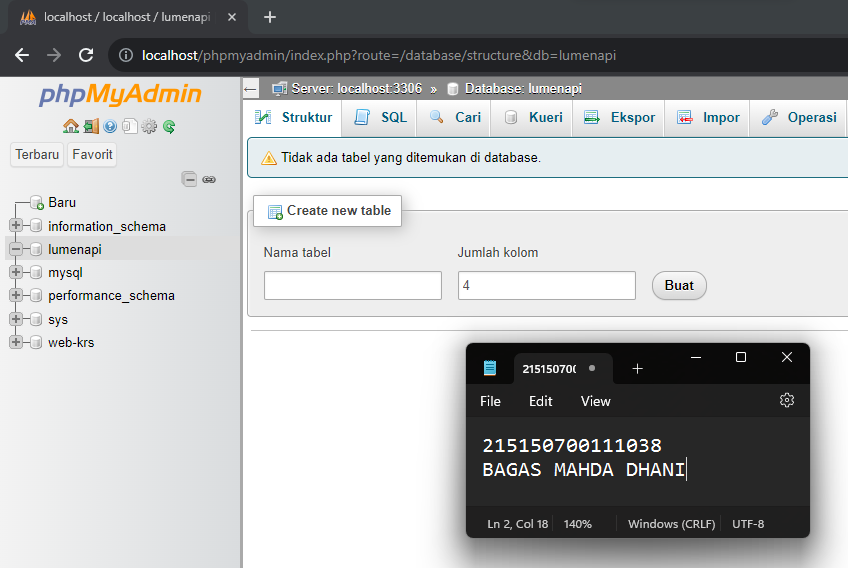 localhost / localhost / lumenapi
localhost/phpmyadmin/index.php?route=/database/structure&db=lumenapi
phpMyAdmin
Terbaru Favorit
Baru
information_schema
lumenapi
mysql
performance_schema
sys
web-krs
Server: localhost:3306 » Database: lumenapi
Struktur SQL Cari Kueri Ekspor Impor Operasi
Tidak ada tabel yang ditemukan di database.
Create new table
Nama tabel Jumlah kolom
4 Buat
215150700
File Edit View
215150700111038
BAGAS MAHDA DHANI
Ln 2, Col 18 140% Windows (CRLF) UTF-8